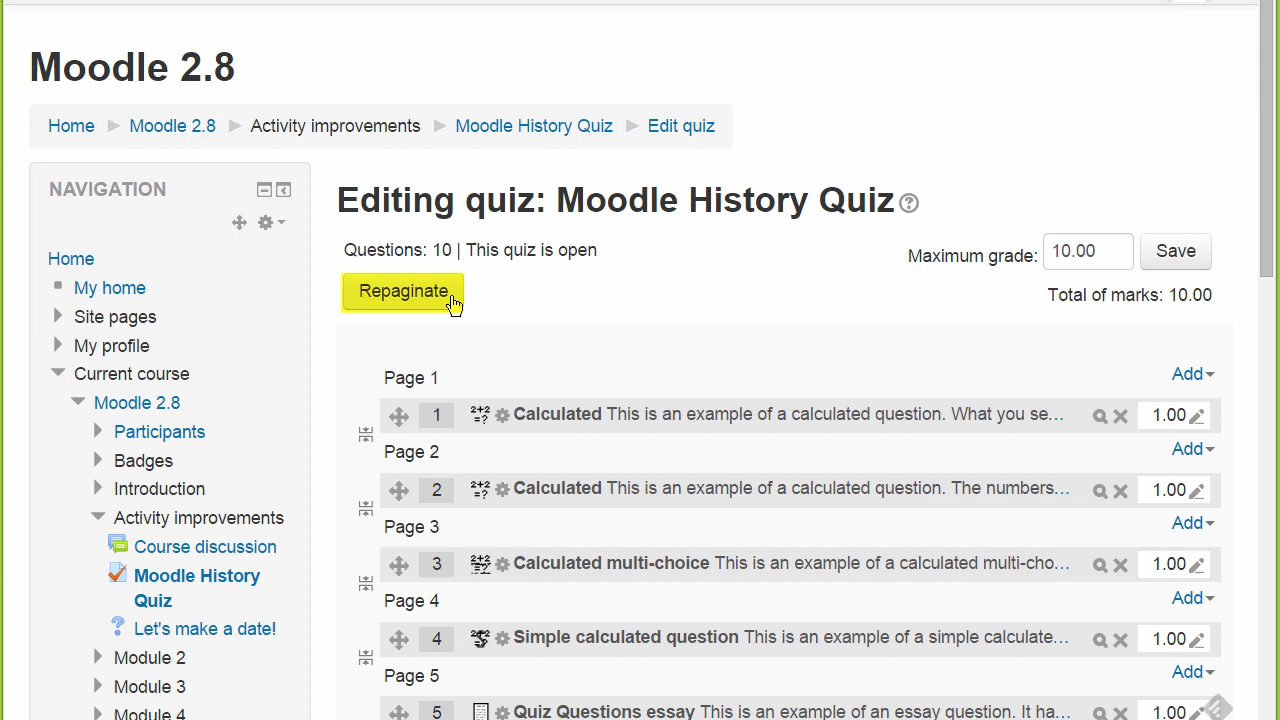 Moodle 2.8
Home Moodle 2.8 Activity improvements Moodle History Quiz Edit quiz
NAVIGATION
Home
My home
Site pages
My profile
Current course
Moodle 2.8
Participants
Badges
Introduction
Activity improvements
Course discussion
Moodle History
Quiz
Let's make a date!
Module 2
Module 3
Module 4
Editing quiz: Moodle History Quiz
Questions: 10 | This quiz is open
Maximum grade: 10.00 Save
Repaginate
Total of marks: 10.00
Page 1 Add
1 2+2 =? Calculated This is an example of a calculated question. What you se... 1.00
Page 2 Add
2 2+2 =? Calculated This is an example of a calculated question. The numbers... 1.00
Page 3 Add
3 2+2 Calculated multi-choice This is an example of a calculated multi-cho... 1.00
Page 4 Add
4 Simple calculated question This is an example of a simple calculate... 1.00
Page 5 Add
5 Quiz Questions essay This is an example of an essay question. It ha... 1.00